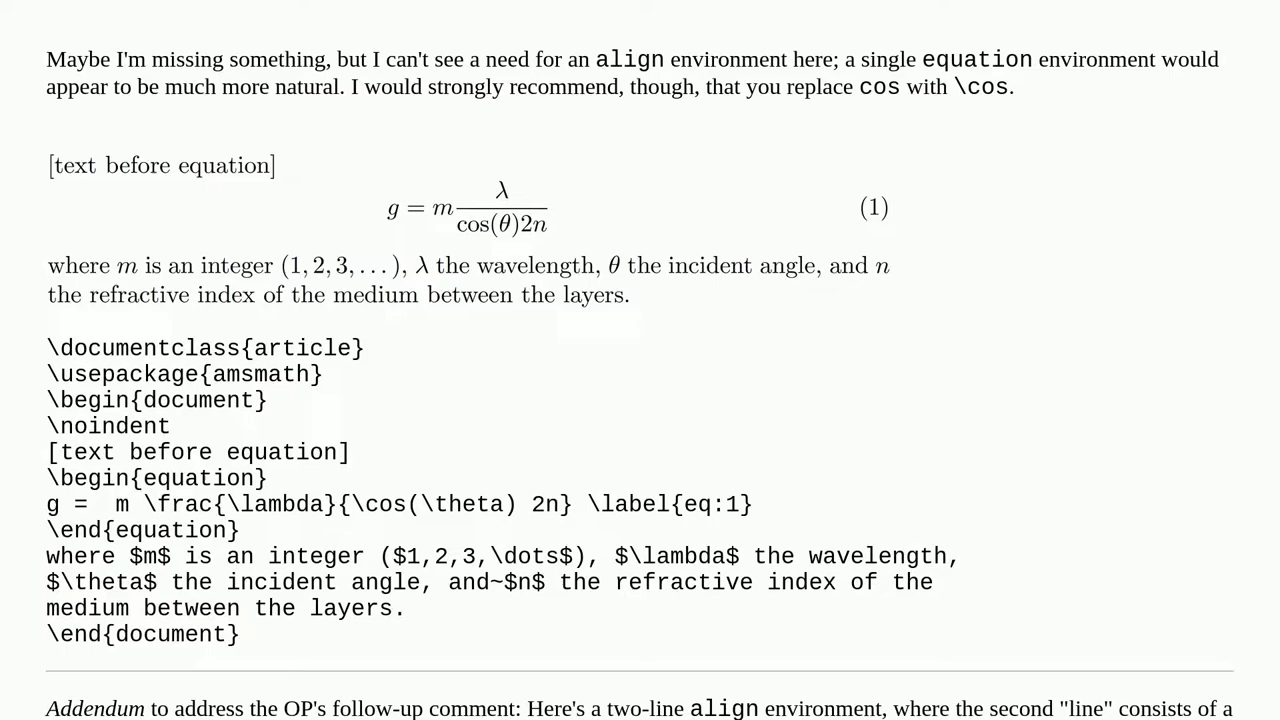 Maybe I'm missing something, but I can't see a need for an align environment here; a single equation environment would
appear to be much more natural. I would strongly recommend, though, that you replace cos with \cos.
[text before equation]
g = m λ / cos(θ)2n (1)
where m is an integer (1, 2, 3, . . . ), λ the wavelength, θ the incident angle, and n
the refractive index of the medium between the layers.
\documentclass{article}
\usepackage{amsmath}
\begin{document}
\noindent
[text before equation]
\begin{equation}
g =  m \frac{\lambda}{\cos(\theta) 2n} \label{eq:1}
\end{equation}
where $m$ is an integer ($1,2,3,\dots$), $\lambda$ the wavelength,
$\theta$ the incident angle, and~$n$ the refractive index of the
medium between the layers.
\end{document}
Addendum to address the OP's follow-up comment: Here's a two-line align environment, where the second "line" consists of a